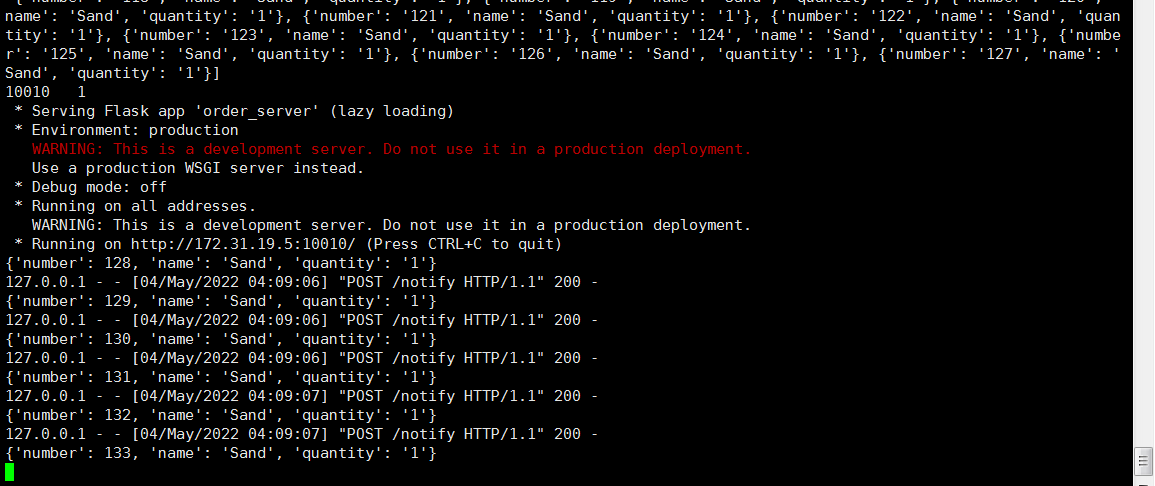 name': 'Sand', 'quantity': '1'}, {'number': '121', 'name': 'Sand', 'quantity': '1'}, {'number': '122', 'name': 'Sand', 'quan
tity': '1'}, {'number': '123', 'name': 'Sand', 'quantity': '1'}, {'number': '124', 'name': 'Sand', 'quantity': '1'}, {'numbe
r': '125', 'name': 'Sand', 'quantity': '1'}, {'number': '126', 'name': 'Sand', 'quantity': '1'}, {'number': '127', 'name': '
Sand', 'quantity': '1'}]
10010   1
 * Serving Flask app 'order_server' (lazy loading)
 * Environment: production
   WARNING: This is a development server. Do not use it in a production deployment.
   Use a production WSGI server instead.
 * Debug mode: off
 * Running on all addresses.
   WARNING: This is a development server. Do not use it in a production deployment.
 * Running on http://172.31.19.5:10010/ (Press CTRL+C to quit)
{'number': 128, 'name': 'Sand', 'quantity': '1'}
127.0.0.1 - - [04/May/2022 04:09:06] "POST /notify HTTP/1.1" 200 -
{'number': 129, 'name': 'Sand', 'quantity': '1'}
127.0.0.1 - - [04/May/2022 04:09:06] "POST /notify HTTP/1.1" 200 -
{'number': 130, 'name': 'Sand', 'quantity': '1'}
127.0.0.1 - - [04/May/2022 04:09:06] "POST /notify HTTP/1.1" 200 -
{'number': 131, 'name': 'Sand', 'quantity': '1'}
127.0.0.1 - - [04/May/2022 04:09:07] "POST /notify HTTP/1.1" 200 -
{'number': 132, 'name': 'Sand', 'quantity': '1'}
127.0.0.1 - - [04/May/2022 04:09:07] "POST /notify HTTP/1.1" 200 -
{'number': 133, 'name': 'Sand', 'quantity': '1'}